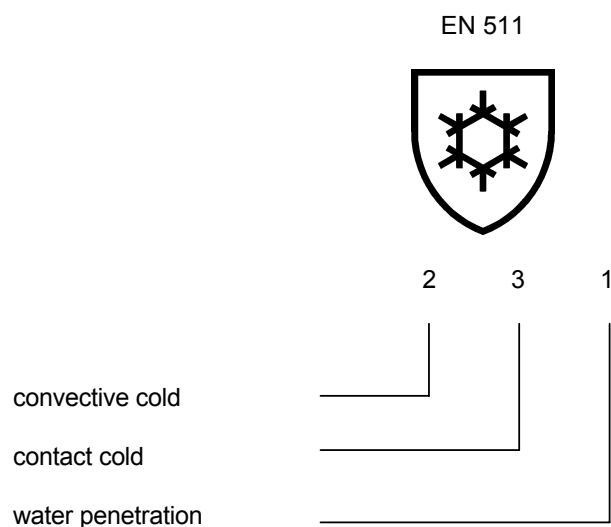 EN 511
2 3 1
convective cold
contact cold
water penetration